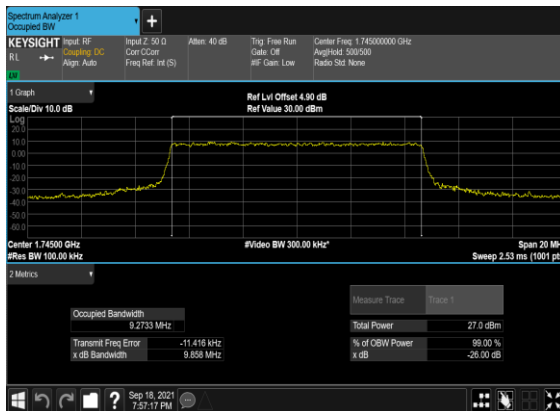 Spectrum Analyzer 1
Occupied BW
KEYSIGHT
RL
Input: RF
Coupling: DC
Align: Auto
Input Z: 50 Ω
Corr CCorr
Freq Ref: Int (S)
Atten: 40 dB
Trig: Free Run
Gate: Off
#IF Gain: Low
Center Freq: 1.745000000 GHz
Avg|Hold: 500/500
Radio Std: None
1 Graph
Scale/Div 10.0 dB
Ref Lvl Offset 4.90 dB
Ref Value 30.00 dBm
Log
20.0
10.0
0.00
-10.0
-20.0
-30.0
-40.0
-50.0
-60.0
Center 1.74500 GHz
#Res BW 100.00 kHz
#Video BW 300.00 kHz*
Span 20 MH
Sweep 2.53 ms (1001 pts
2 Metrics
Measure Trace Trace 1
Occupied Bandwidth
9.2733 MHz
Total Power 27.0 dBm
Transmit Freq Error -11.416 kHz
% of OBW Power 99.00 %
x dB Bandwidth 9.858 MHz
x dB -26.00 dB
Sep 18, 2021
7:57:17 PM